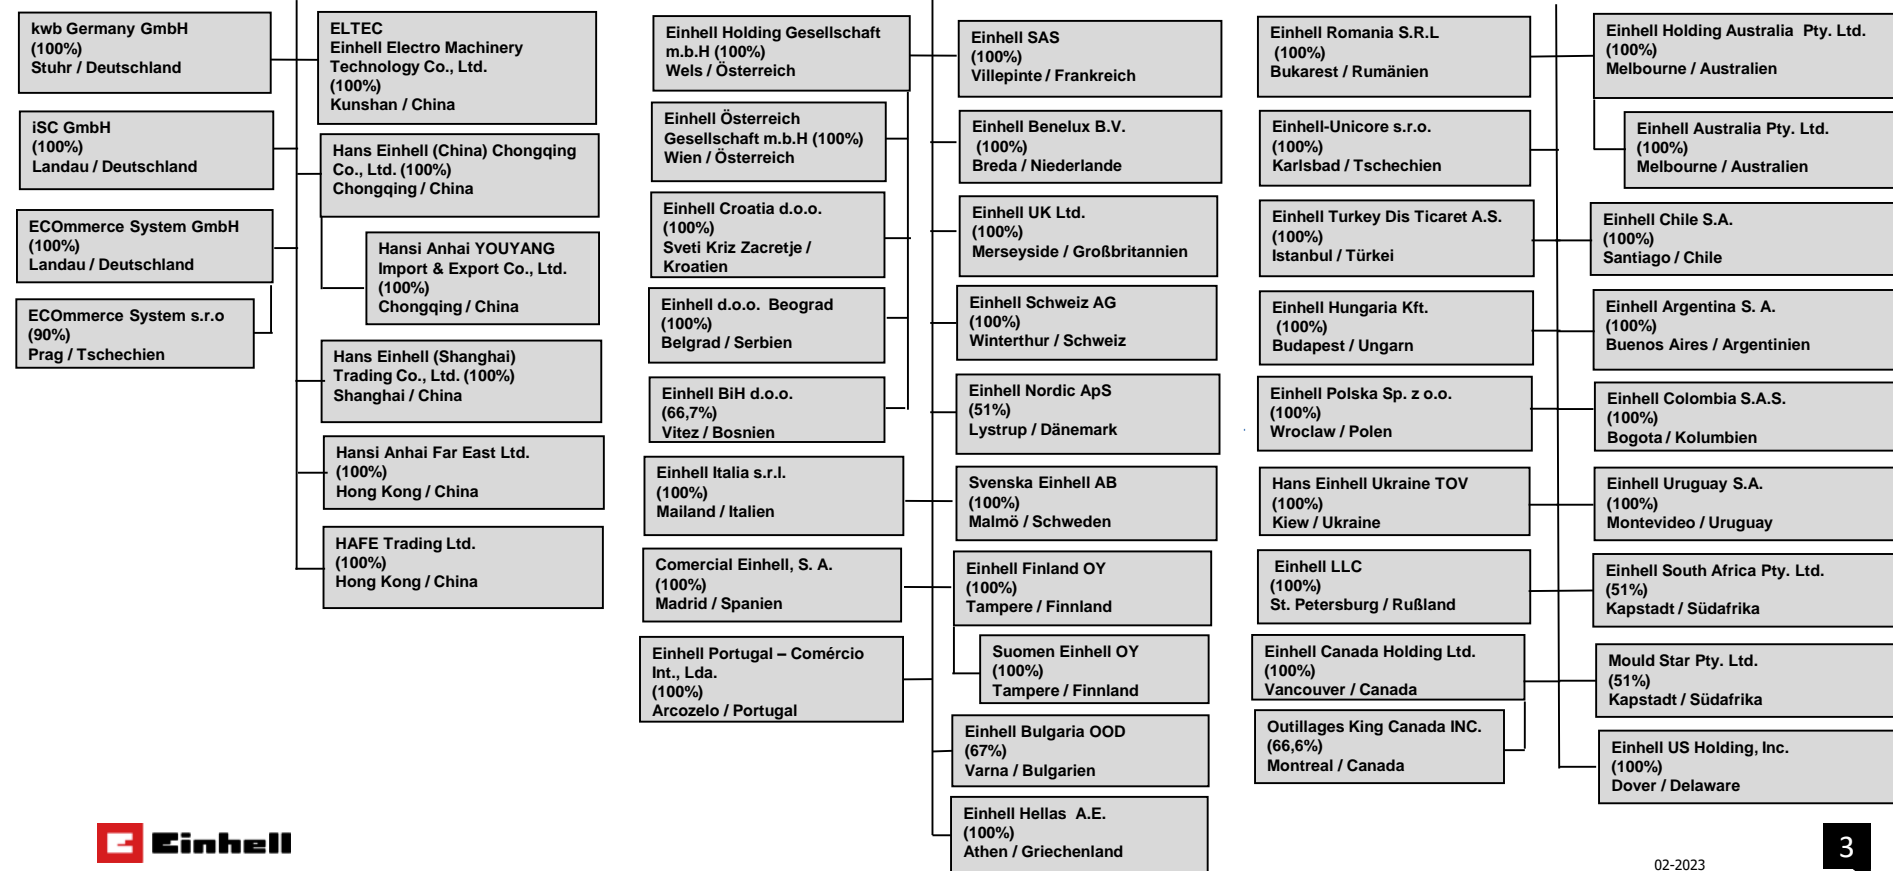 kwb Germany GmbH
(100%)
Stuhr / Deutschland
iSC GmbH
(100%)
Landau / Deutschland
ECOmmerce System GmbH
(100%)
Landau / Deutschland
ECOmmerce System s.r.o
(90%)
Prag / Tschechien
ELTEC
Einhell Electro Machinery
Technology Co., Ltd.
(100%)
Kunshan / China
Hans Einhell (China) Chongqing
Co., Ltd. (100%)
Chongqing / China
Hansi Anhai YOUYANG
Import & Export Co., Ltd.
(100%)
Chongqing / China
Hans Einhell (Shanghai)
Trading Co., Ltd. (100%)
Shanghai / China
Hansi Anhai Far East Ltd.
(100%)
Hong Kong / China
HAFE Trading Ltd.
(100%)
Hong Kong / China
Einhell Holding Gesellschaft
m.b.H (100%)
Wels / Österreich
Einhell Österreich
Gesellschaft m.b.H (100%)
Wien / Österreich
Einhell Croatia d.o.o.
(100%)
Sveti Kriz Zacretje /
Kroatien
Einhell d.o.o. Beograd
(100%)
Belgrad / Serbien
Einhell BiH d.o.o.
(66,7%)
Vitez / Bosnien
Einhell Italia s.r.l.
(100%)
Mailand / Italien
Comercial Einhell, S. A.
(100%)
Madrid / Spanien
Einhell Portugal – Comércio
Int., Lda.
(100%)
Arcozelo / Portugal
Einhell SAS
(100%)
Villepinte / Frankreich
Einhell Benelux B.V.
(100%)
Breda / Niederlande
Einhell UK Ltd.
(100%)
Merseyside / Großbritannien
Einhell Schweiz AG
(100%)
Winterthur / Schweiz
Einhell Nordic ApS
(51%)
Lystrup / Dänemark
Svenska Einhell AB
(100%)
Malmö / Schweden
Einhell Finland OY
(100%)
Tampere / Finnland
Suomen Einhell OY
(100%)
Tampere / Finnland
Einhell Bulgaria OOD
(67%)
Varna / Bulgarien
Einhell Hellas A.E.
(100%)
Athen / Griechenland
Einhell Romania S.R.L
(100%)
Bukarest / Rumänien
Einhell-Unicore s.r.o.
(100%)
Karlsbad / Tschechien
Einhell Turkey Dis Ticaret A.S.
(100%)
Istanbul / Türkei
Einhell Hungaria Kft.
(100%)
Budapest / Ungarn
Einhell Polska Sp. z o.o.
(100%)
Wroclaw / Polen
Hans Einhell Ukraine TOV
(100%)
Kiew / Ukraine
Einhell LLC
(100%)
St. Petersburg / Rußland
Einhell Canada Holding Ltd.
(100%)
Vancouver / Canada
Outillages King Canada INC.
(66,6%)
Montreal / Canada
Einhell Holding Australia Pty. Ltd.
(100%)
Melbourne / Australien
Einhell Australia Pty. Ltd.
(100%)
Melbourne / Australien
Einhell Chile S.A.
(100%)
Santiago / Chile
Einhell Argentina S. A.
(100%)
Buenos Aires / Argentinien
Einhell Colombia S.A.S.
(100%)
Bogota / Kolumbien
Einhell Uruguay S.A.
(100%)
Montevideo / Uruguay
Einhell South Africa Pty. Ltd.
(51%)
Kapstadt / Südafrika
Mould Star Pty. Ltd.
(51%)
Kapstadt / Südafrika
Einhell US Holding, Inc.
(100%)
Dover / Delaware
Einhell
02-2023
3